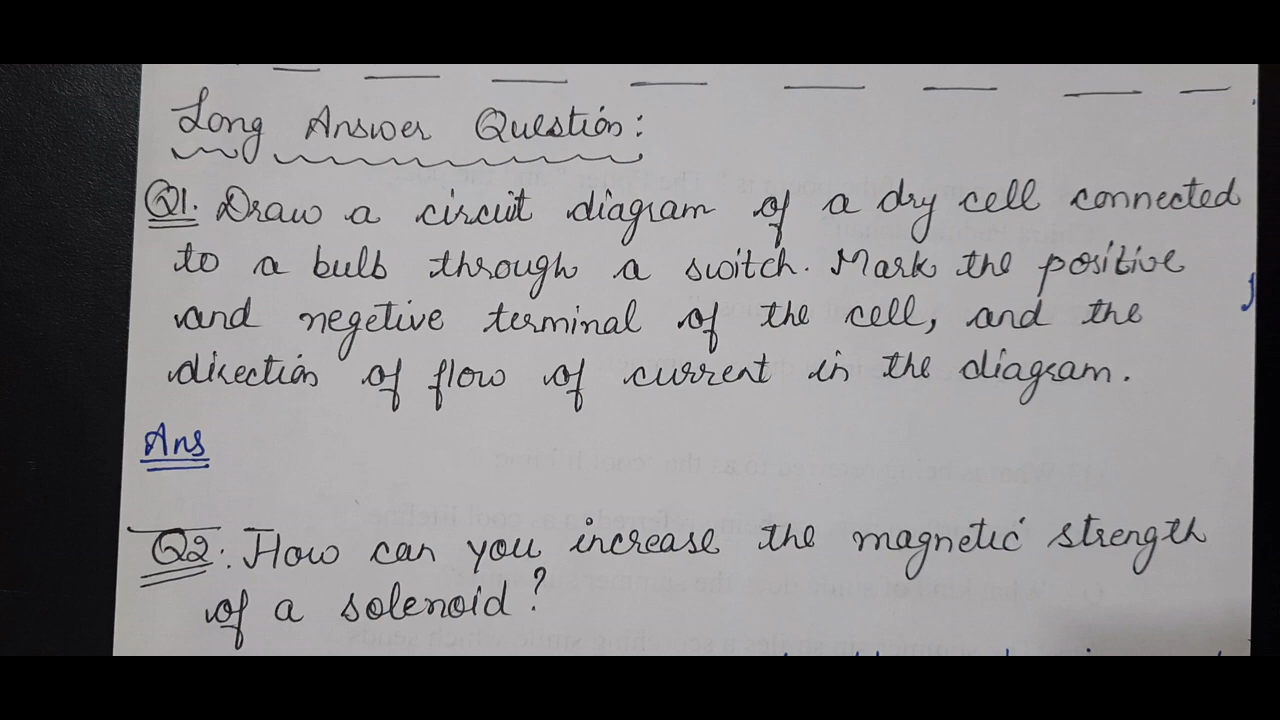 Long Answer Question:
Q1. Draw a circuit diagram of a dry cell connected
to a bulb through a switch. Mark the positive
and negetive terminal of the cell, and the
direction of flow of current in the diagram.
Ans
Q2. How can you increase the magnetic strength
of a solenoid?